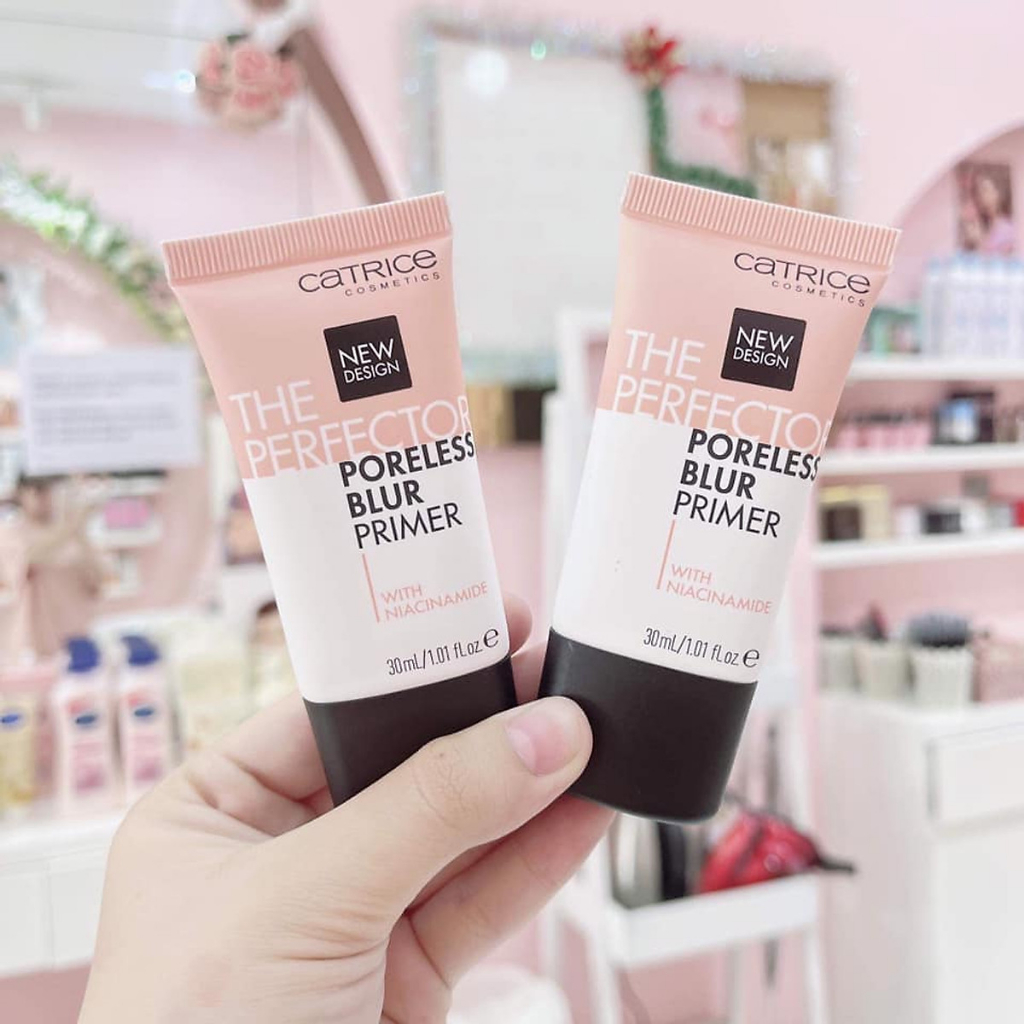 CATRICE
COSMETICS
NEW
DESIGN
THE
PERFECTOR
PORELESS
BLUR
PRIMER
WITH
NIACINAMIDE
30mL/1.01 fl.oz e
CATRICE
COSMETICS
NEW
DESIGN
THE
PERFECTO
PORELESS
BLUR
PRIMER
WITH
NIACINAMIDE
30mL/1.01 fl.oz e